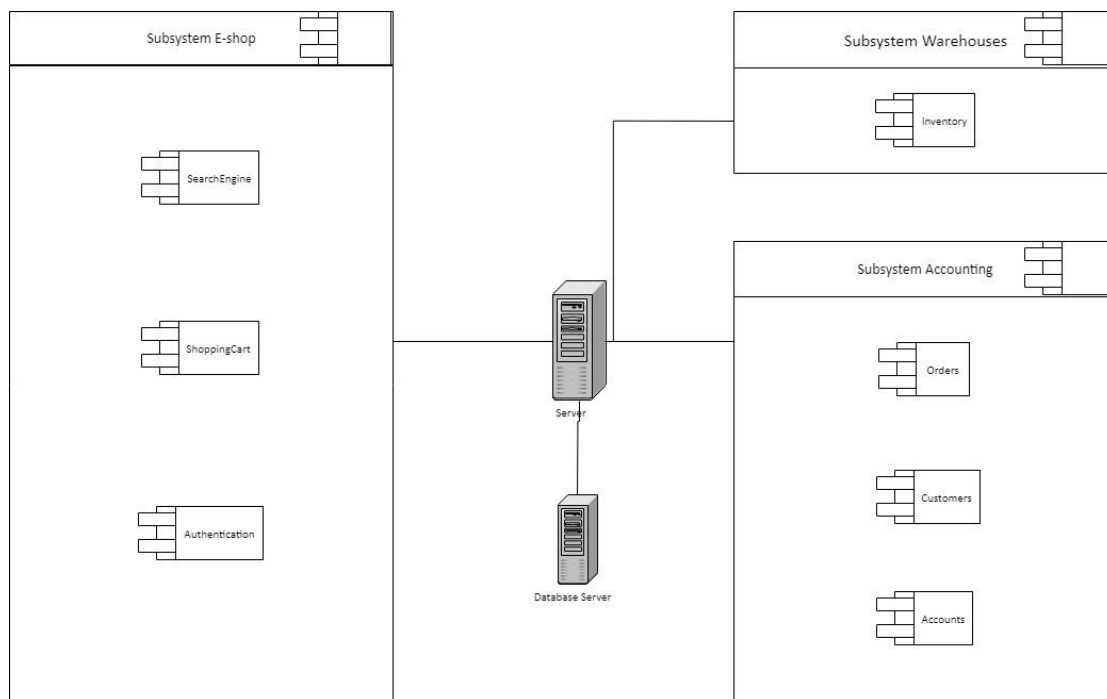 Subsystem E-shop
SearchEngine
ShoppingCart
Authentication
Server
Database Server
Subsystem Warehouses
Inventory
Subsystem Accounting
Orders
Customers
Accounts